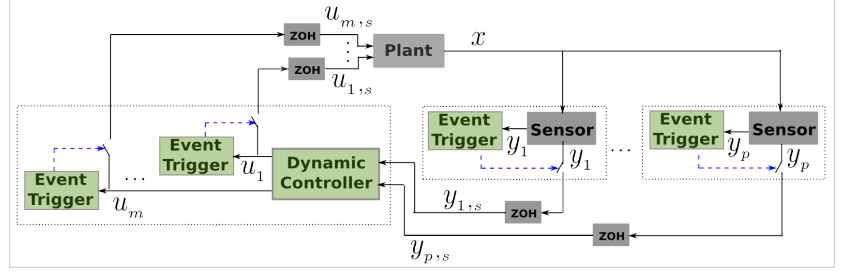 u_{m,s}
ZOH
Plant
x
ZOH
u_{1,s}
Event
Trigger
Sensor
y_1
y_1
...
Event
Trigger
Sensor
y_p
y_p
Event
Trigger
u_1
Dynamic
Controller
...
Event
Trigger
u_m
y_{1,s}
ZOH
ZOH
y_{p,s}